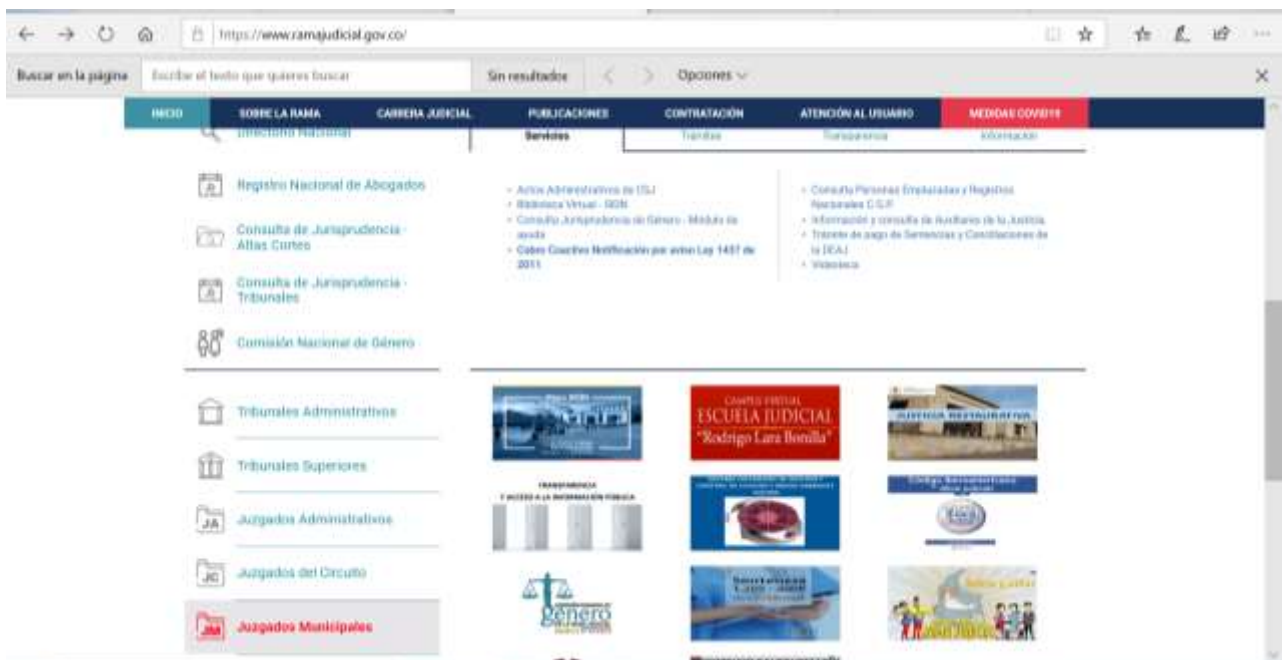 https://www.ramajudicial.gov.co/
Buscar en la página
Escribe el texto que quieres buscar
Sin resultados
Opciones
INICIO
SOBRE LA RAMA
CARRERA JUDICIAL
PUBLICACIONES
CONTRATACIÓN
ATENCIÓN AL USUARIO
MEDIDAS COVID19
Directorio Nacional
Servicios
Trámites
Transparencia
Información
Registro Nacional de Abogados
Consulta de Jurisprudencia -
Altas Cortes
Consulta de Jurisprudencia -
Tribunales
Comisión Nacional de Género
Actos Administrativos de CSJ
Biblioteca Virtual -
Consulta Jurisprudencia de Género - Módulo de
ayuda
Cobro Coactivo Notificación por aviso Ley 1437 de
2011
Consulta Personas Emplazadas y Registros
Nacionales C.S.P.
Información y consulta de Auxiliares de la Justicia
Trámite de pago de Sentencias y Conciliaciones de
la DEAJ
Videoteca
Tribunales Administrativos
Tribunales Superiores
JA
Juzgados Administrativos
JC
Juzgados del Circuito
JM
Juzgados Municipales
CAMPUS VIRTUAL
ESCUELA JUDICIAL
"Rodrigo Lara Bonilla"
JUSTICIA RESTAURATIVA
TRANSPARENCIA
Y ACCESO A LA INFORMACIÓN PÚBLICA
Código Iberoamericano
género